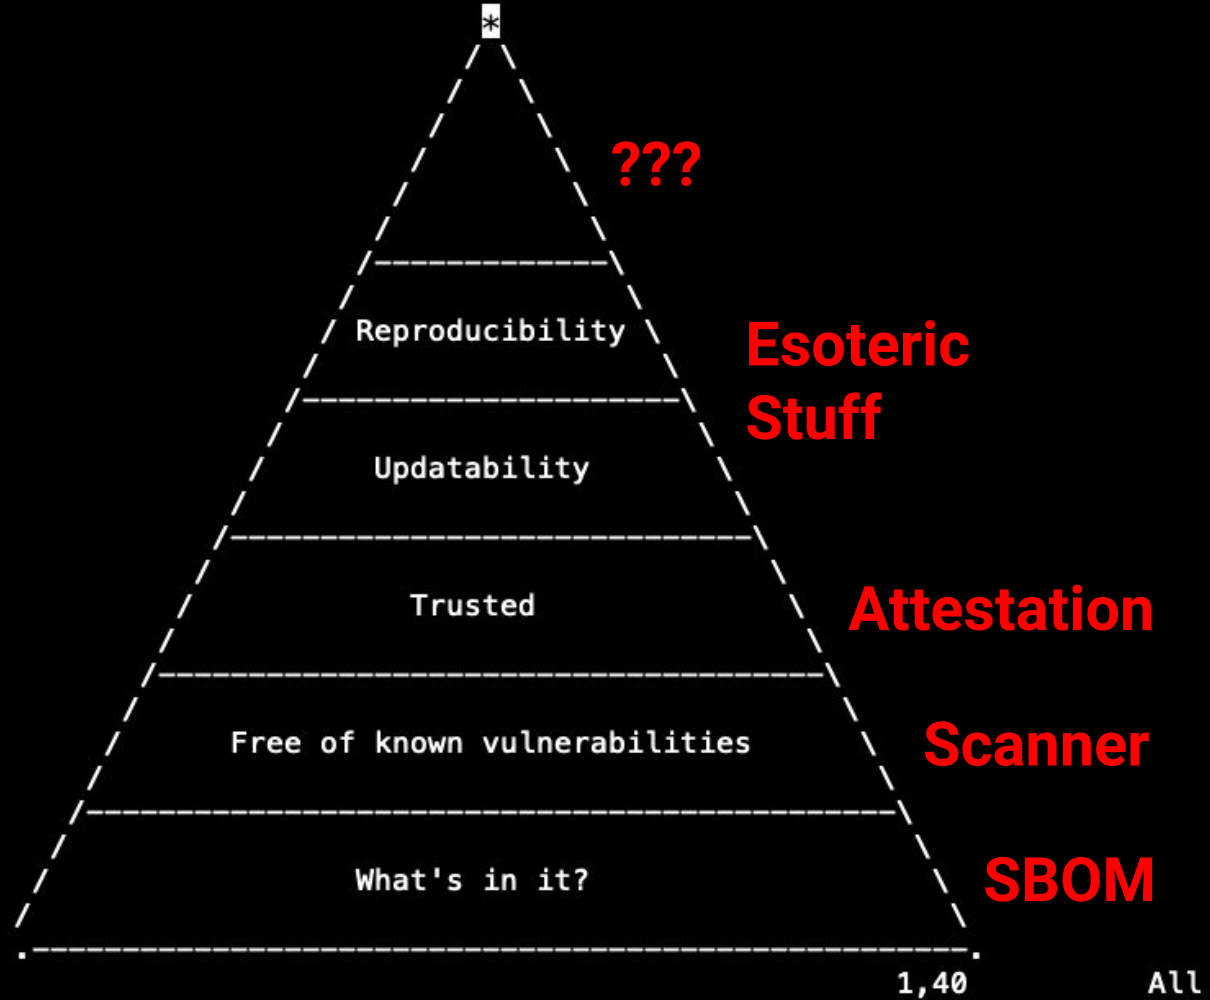 *
???
Reproducibility
Esoteric
Stuff
Updatability
Trusted
Attestation
Free of known vulnerabilities
Scanner
What's in it?
SBOM
1,40 All